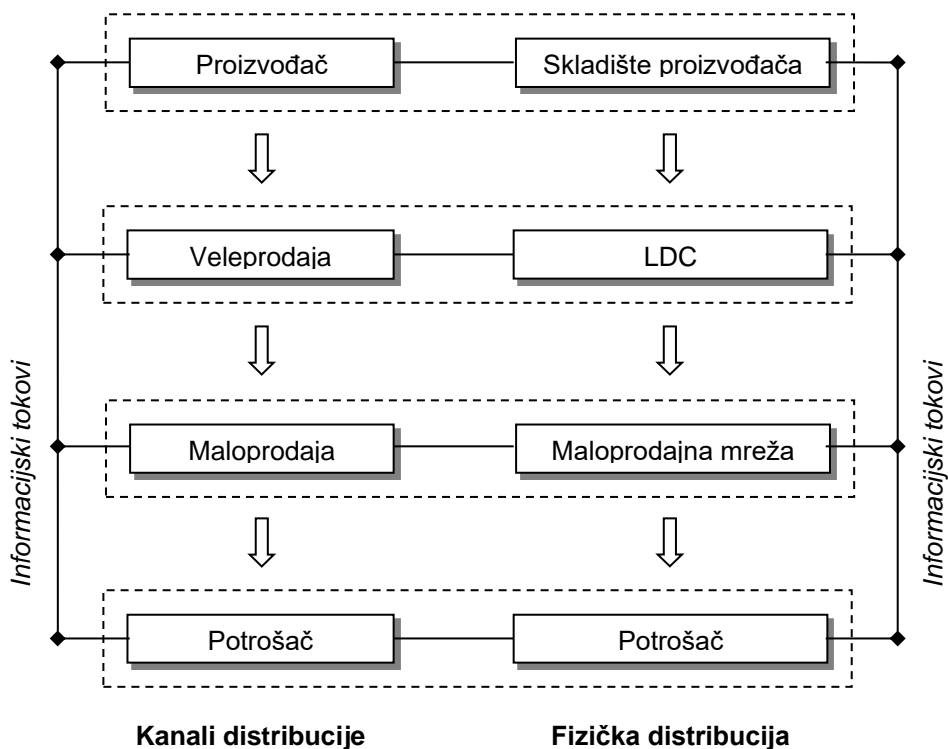 Proizvođač
Skladište proizvođača
Veleprodaja
LDC
Maloprodaja
Maloprodajna mreža
Potrošač
Potrošač
Informacijski tokovi
Informacijski tokovi
Kanali distribucije
Fizička distribucija